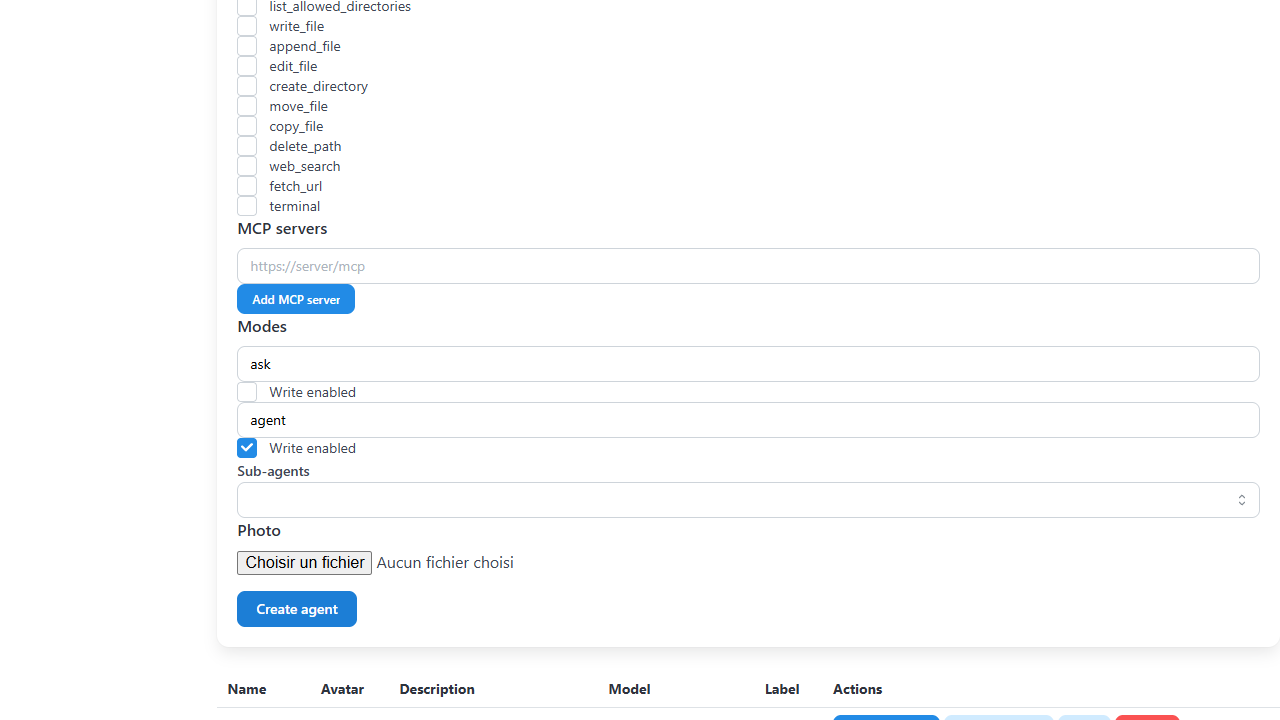 list_allowed_directories
write_file
append_file
edit_file
create_directory
move_file
copy_file
delete_path
web_search
fetch_url
terminal
MCP servers
https://server/mcp
Add MCP server
Modes
ask
Write enabled
agent
Write enabled
Sub-agents
Photo
Choisir un fichier Aucun fichier choisi
Create agent
Name Avatar Description Model Label Actions